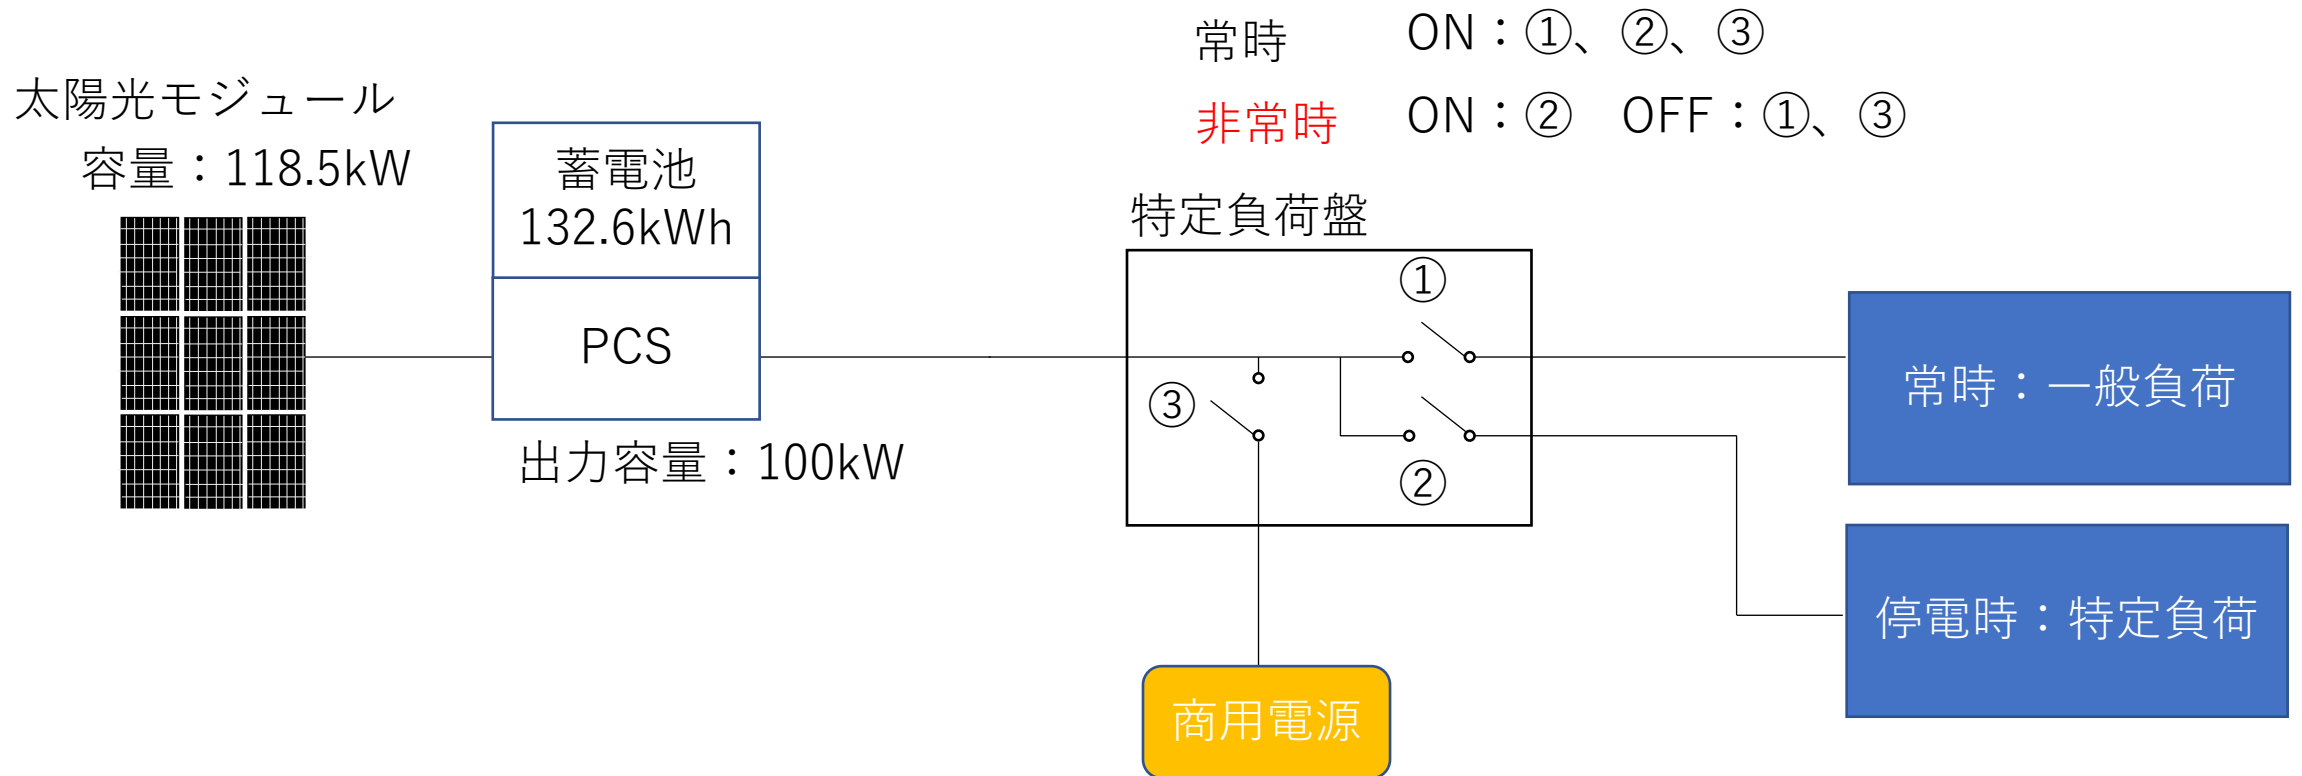 常時 ON：①、②、③
非常時 ON：② OFF：①、③
太陽光モジュール
容量：118.5kW
蓄電池
132.6kWh
PCS
出力容量：100kW
特定負荷盤
①
③
②
常時：一般負荷
停電時：特定負荷
商用電源